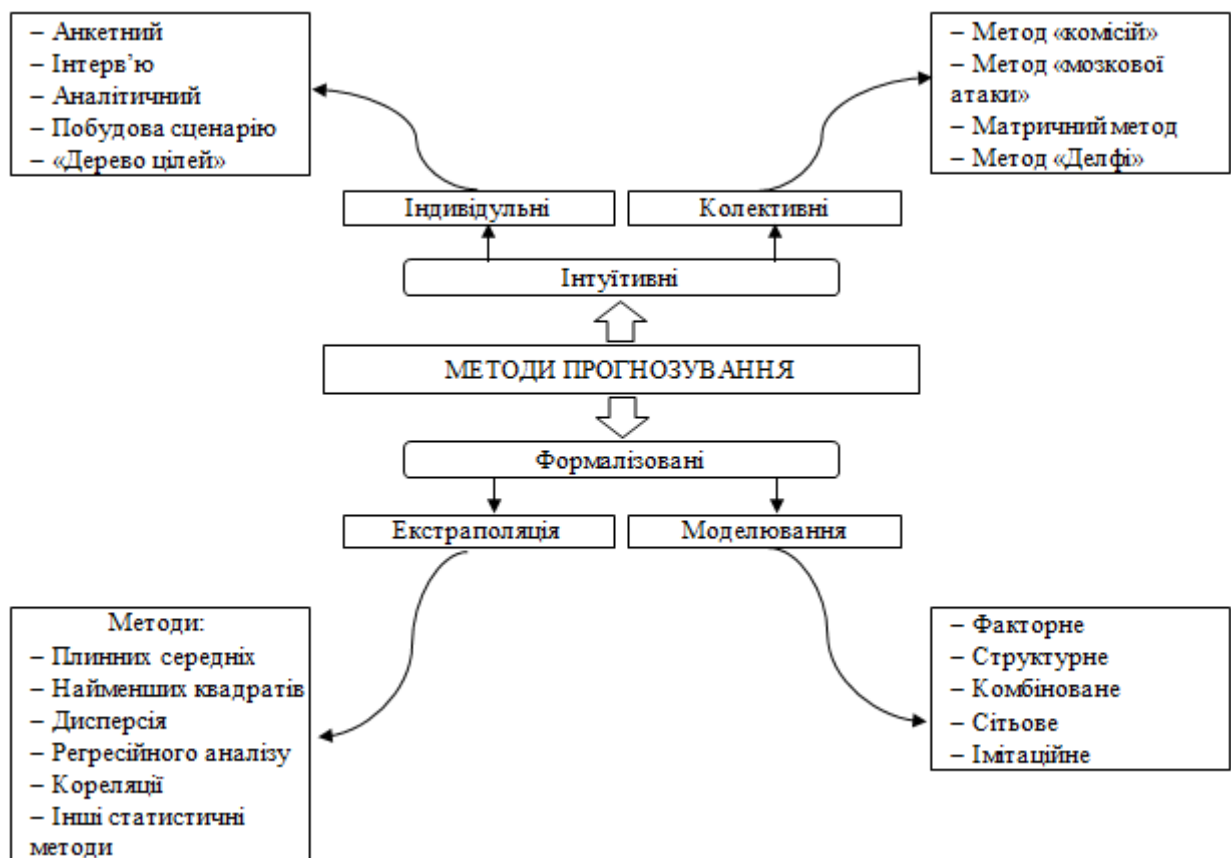 – Анкетний
– Інтерв’ю
– Аналітичний
– Побудова сценарію
– «Дерево цілей»
– Метод «комісій»
– Метод «мозкової
атаки»
– Матричний метод
– Метод «Делфі»
Індивідульні
Колективні
Інтуїтивні
МЕТОДИ ПРОГНОЗУВАННЯ
Формалізовані
Екстраполяція
Моделювання
Методи:
– Плинних середніх
– Найменших квадратів
– Дисперсія
– Регресійного аналізу
– Кореляції
– Інші статистичні
методи
– Факторне
– Структурне
– Комбіноване
– Сітьове
– Імітаційне